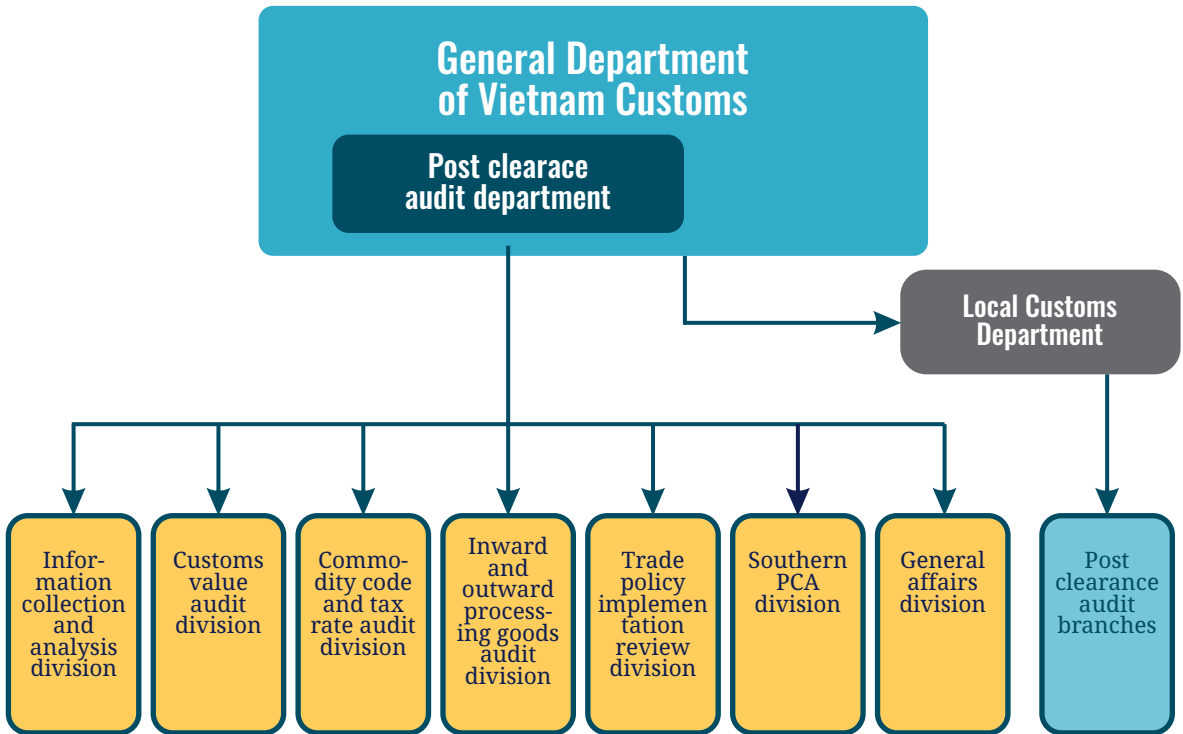 General Department
of Vietnam Customs
Post clearace
audit department
Local Customs
Department
Infor-
mation
collection
and
analysis
division
Customs
value
audit
division
Commo-
dity code
and tax
rate audit
division
Inward
and
outward
process-
ing goods
audit
division
Trade
policy
implemen
tation
review
division
Southern
PCA
division
General
affairs
division
Post
clearance
audit
branches